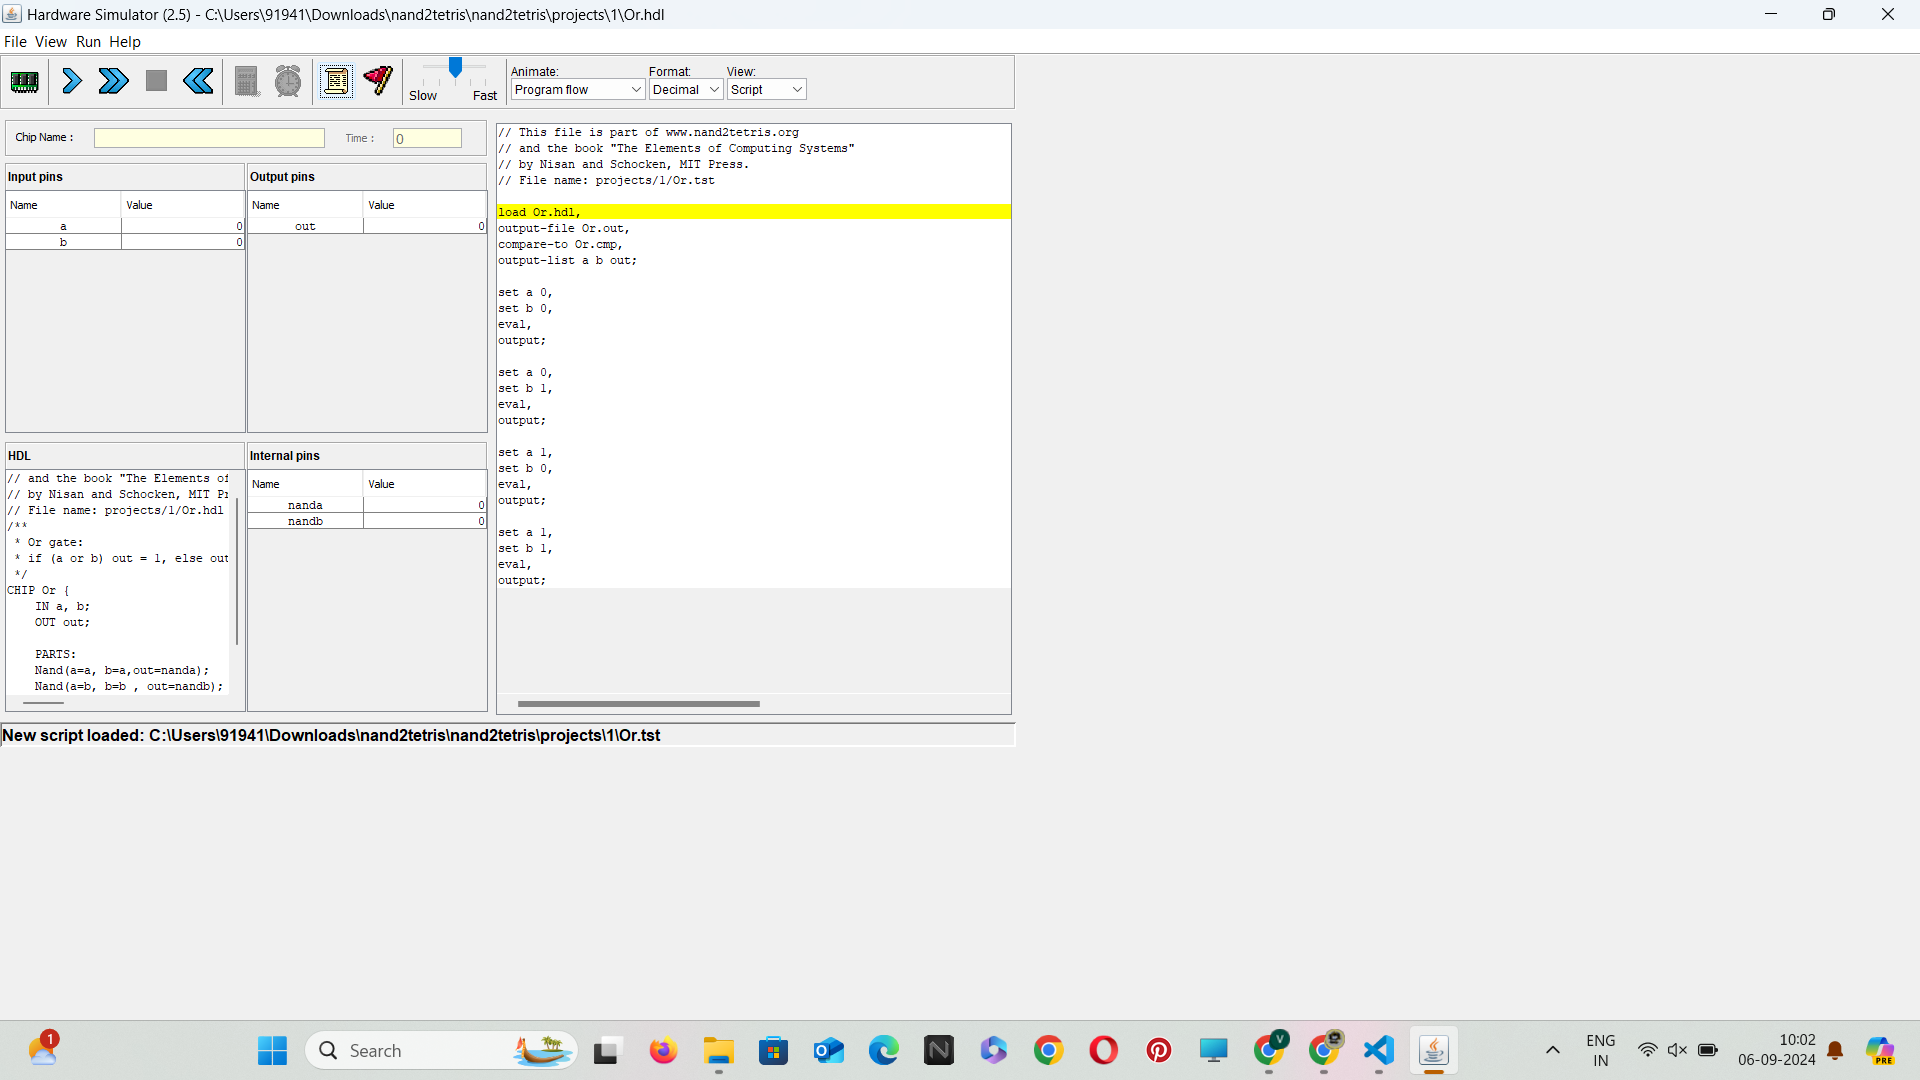 Hardware Simulator (2.5) - C:\Users\91941\Downloads\nand2tetris\nand2tetris\projects\1\Or.hdl
File View Run Help
Slow Fast
Animate:
Program flow
Format:
Decimal
View:
Script
Chip Name :
Time :
0
Input pins
Name Value
a 0
b 0
Output pins
Name Value
out 0
HDL
// and the book "The Elements of
// by Nisan and Schocken, MIT Pr
// File name: projects/1/Or.hdl
/**
* Or gate:
* if (a or b) out = 1, else out
*/
CHIP Or {
IN a, b;
OUT out;
PARTS:
Nand(a=a, b=a,out=nanda);
Nand(a=b, b=b , out=nandb);
Internal pins
Name Value
nanda 0
nandb 0
// This file is part of www.nand2tetris.org
// and the book "The Elements of Computing Systems"
// by Nisan and Schocken, MIT Press.
// File name: projects/1/Or.tst
load Or.hdl,
output-file Or.out,
compare-to Or.cmp,
output-list a b out;
set a 0,
set b 0,
eval,
output;
set a 0,
set b 1,
eval,
output;
set a 1,
set b 0,
eval,
output;
set a 1,
set b 1,
eval,
output;
New script loaded: C:\Users\91941\Downloads\nand2tetris\nand2tetris\projects\1\Or.tst
1
Search
V
ENG
IN
10:02
06-09-2024
PRE